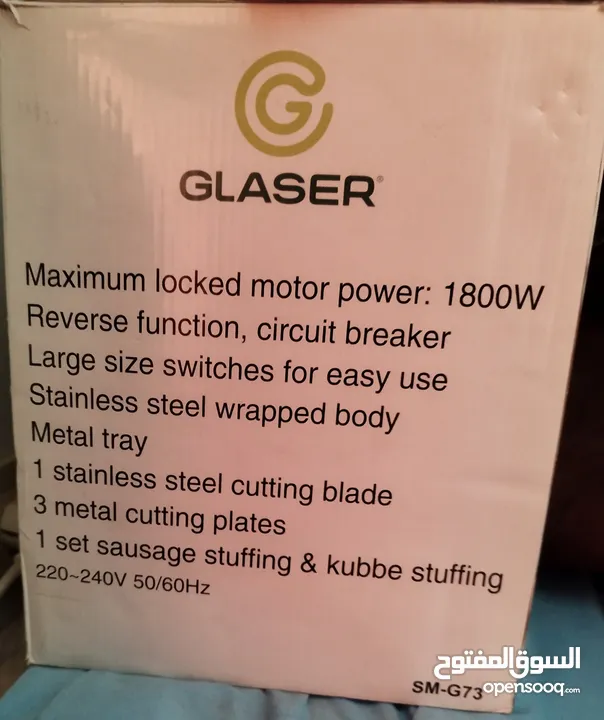 G
GLASER®
Maximum locked motor power: 1800W
Reverse function, circuit breaker
Large size switches for easy use
Stainless steel wrapped body
Metal tray
1 stainless steel cutting blade
3 metal cutting plates
1 set sausage stuffing & kubbe stuffing
220~240V 50/60Hz
السوق المفتوح
opensooq.com
SM-G73